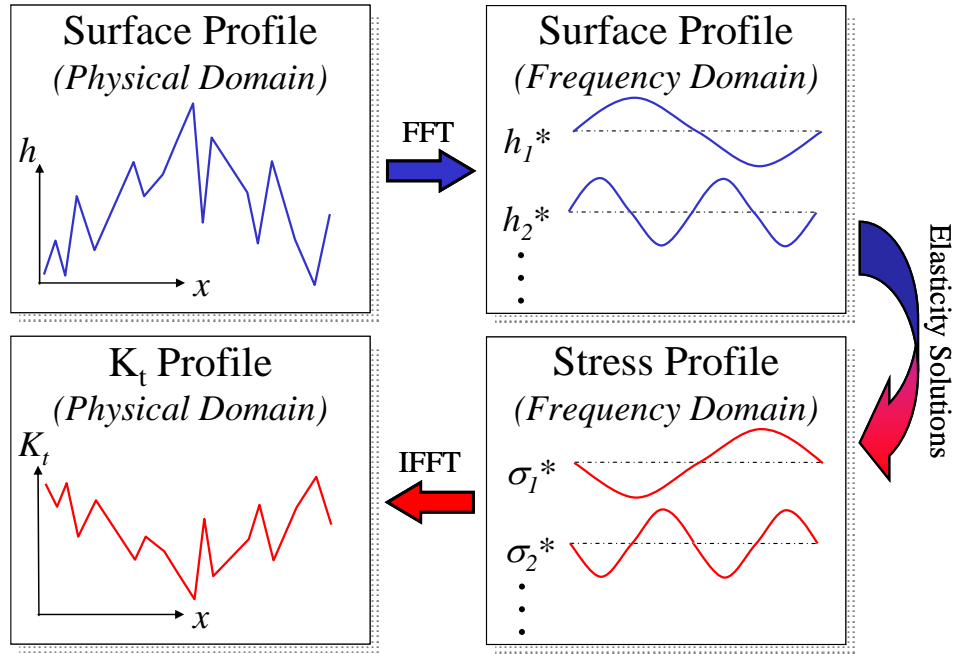 Surface Profile
(Physical Domain)
h
x
FFT
Surface Profile
(Frequency Domain)
h1*
h2*
Elasticity Solutions
Stress Profile
(Frequency Domain)
σ1*
σ2*
IFFT
Kt Profile
(Physical Domain)
Kt
x